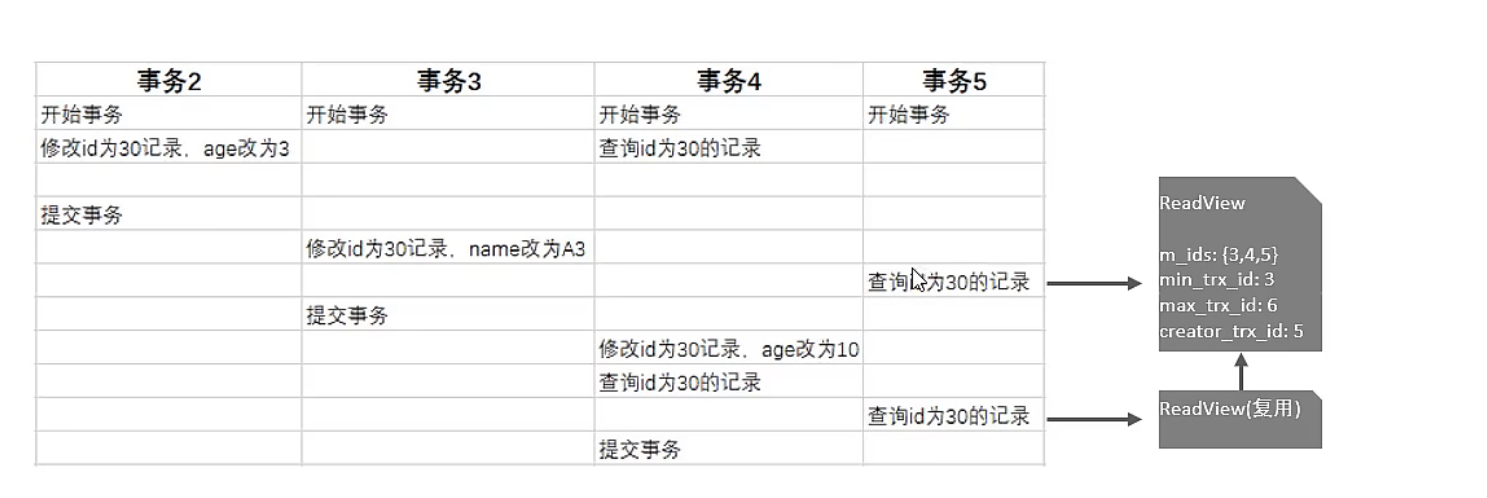 事务2 事务3 事务4 事务5
开始事务 开始事务 开始事务 开始事务
修改id为30记录，age改为3 查询id为30的记录
提交事务
修改id为30记录，name改为A3
查询id为30的记录
提交事务
修改id为30记录，age改为10
查询id为30的记录
查询id为30的记录
提交事务
ReadView
m_ids: {3,4,5}
min_trx_id: 3
max_trx_id: 6
creator_trx_id: 5
ReadView(复用)